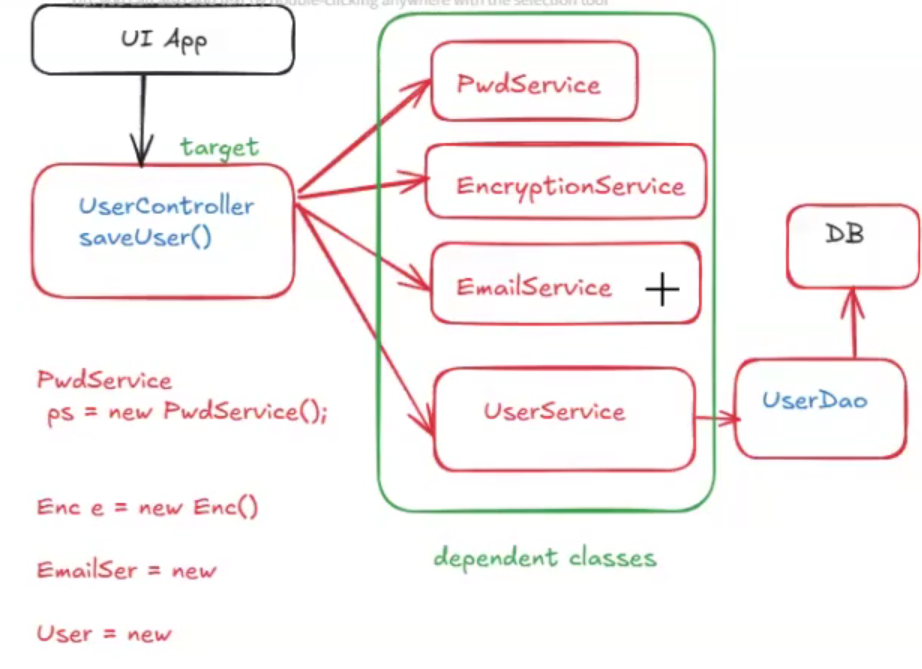 UI App
target
UserController
saveUser()
PwdService
EncryptionService
EmailService
UserService
DB
UserDao
dependent classes
PwdService
ps = new PwdService();
Enc e = new Enc()
EmailSer = new
User = new